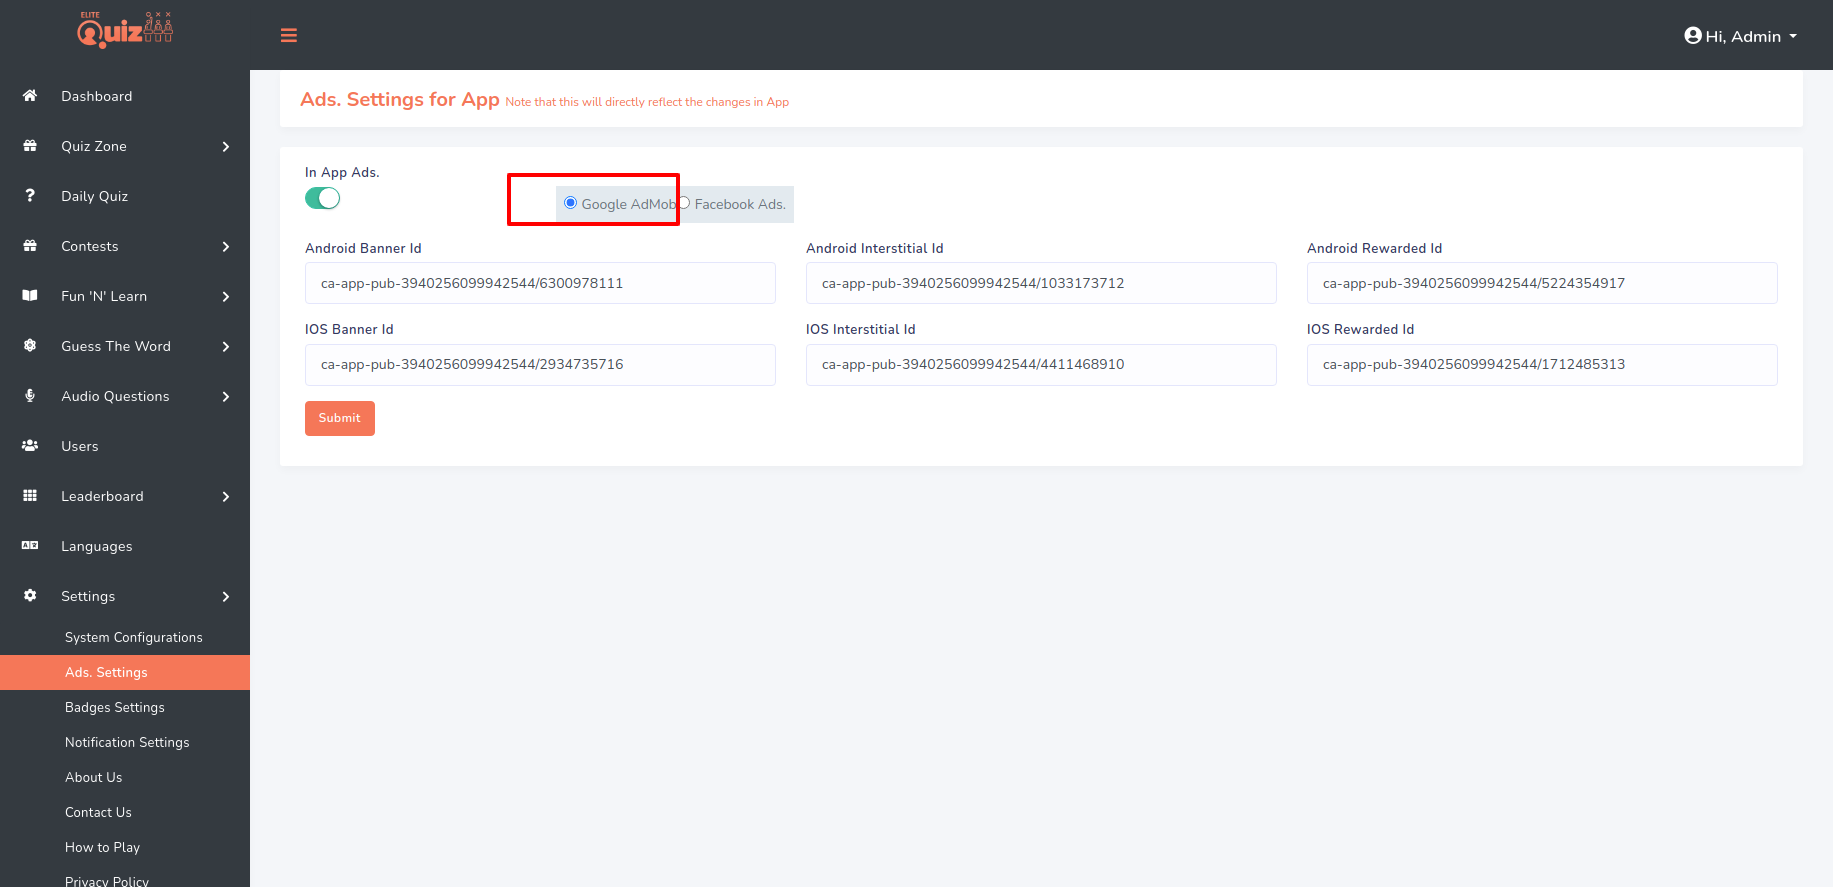 ELITE
Quiz
Hi, Admin
Dashboard
Quiz Zone
Daily Quiz
Contests
Fun 'N' Learn
Guess The Word
Audio Questions
Users
Leaderboard
Languages
Settings
System Configurations
Ads. Settings
Badges Settings
Notification Settings
About Us
Contact Us
How to Play
Privacy Policy
Ads. Settings for App Note that this will directly reflect the changes in App
In App Ads.
Google AdMob Facebook Ads.
Android Banner Id Android Interstitial Id Android Rewarded Id
ca-app-pub-3940256099942544/6300978111 ca-app-pub-3940256099942544/1033173712 ca-app-pub-3940256099942544/5224354917
IOS Banner Id IOS Interstitial Id IOS Rewarded Id
ca-app-pub-3940256099942544/2934735716 ca-app-pub-3940256099942544/4411468910 ca-app-pub-3940256099942544/1712485313
Submit